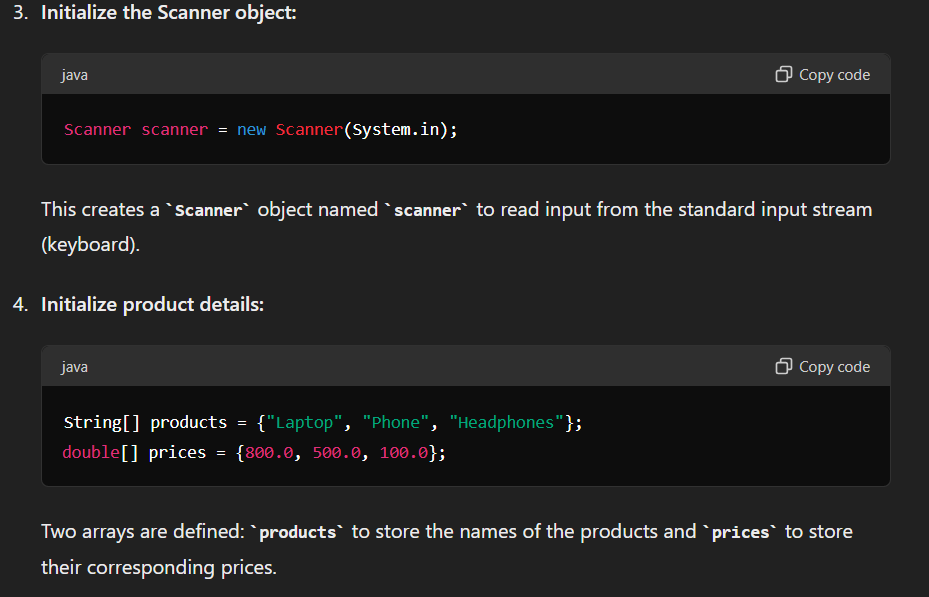 3. Initialize the Scanner object:
java
Copy code
Scanner scanner = new Scanner(System.in);
This creates a `Scanner` object named `scanner` to read input from the standard input stream
(keyboard).
4. Initialize product details:
java
Copy code
String[] products = {"Laptop", "Phone", "Headphones"};
double[] prices = {800.0, 500.0, 100.0};
Two arrays are defined: `products` to store the names of the products and `prices` to store
their corresponding prices.